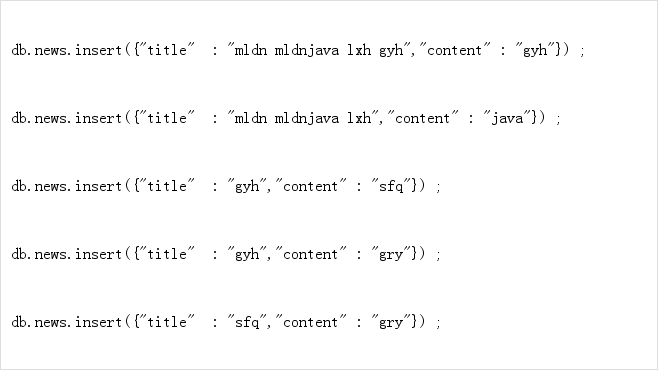 db.news.insert({"title"  : "mldn mldnjava lxh gyh","content" : "gyh"}) ;
db.news.insert({"title"  : "mldn mldnjava lxh","content" : "java"}) ;
db.news.insert({"title"  : "gyh","content" : "sfq"}) ;
db.news.insert({"title"  : "gyh","content" : "gry"}) ;
db.news.insert({"title"  : "sfq","content" : "gry"}) ;